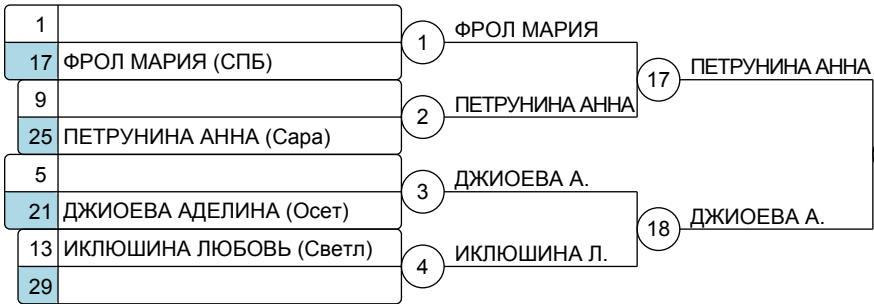 1
17 ФРОЛ МАРИЯ (СПБ)
1 ФРОЛ МАРИЯ
9
25 ПЕТРУНИНА АННА (Сара)
2 ПЕТРУНИНА АННА
17 ПЕТРУНИНА АННА
5
21 ДЖИОЕВА АДЕЛИНА (Осет)
3 ДЖИОЕВА А.
13 ИКЛЮШИНА ЛЮБОВЬ (Светл)
29
4 ИКЛЮШИНА Л.
18 ДЖИОЕВА А.